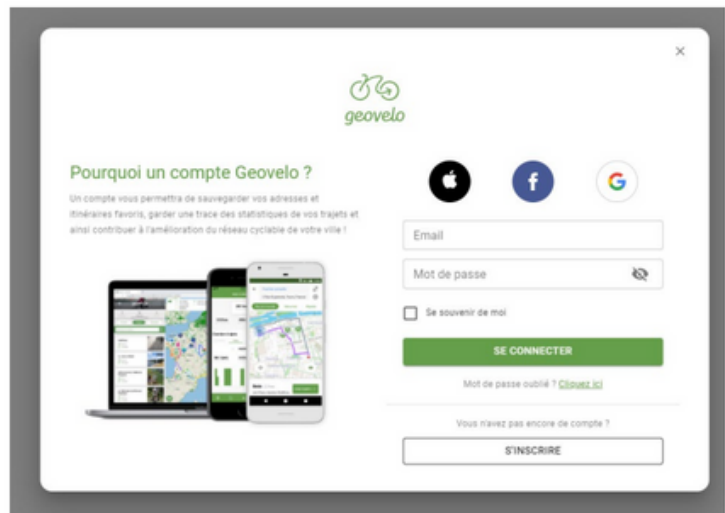 geovelo
Pourquoi un compte Geovelo ?
Un compte vous permettra de sauvegarder vos adresses et
itinéraires favoris, garder une trace des statistiques de vos trajets et
ainsi contribuer à l'amélioration du réseau cyclable de votre ville !
Email
Mot de passe
Se souvenir de moi
SE CONNECTER
Mot de passe oublié ? Cliquez ici
Vous n'avez pas encore de compte ?
S'INSCRIRE